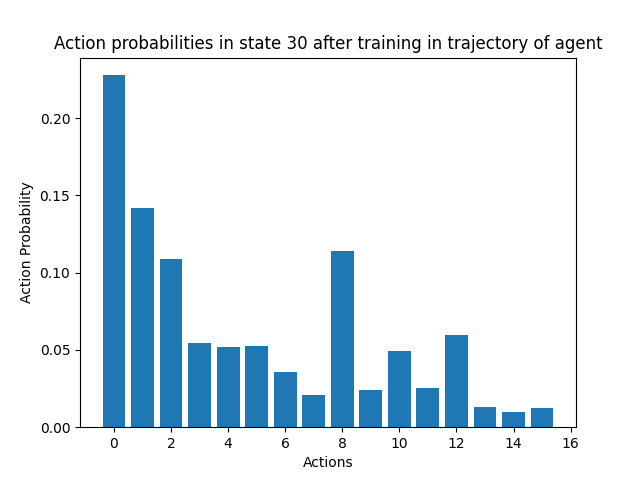 Action probabilities in state 30 after training in trajectory of agent
0.20
0.15
0.10
0.05
0.00
Action Probability
0 2 4 6 8 10 12 14 16
Actions